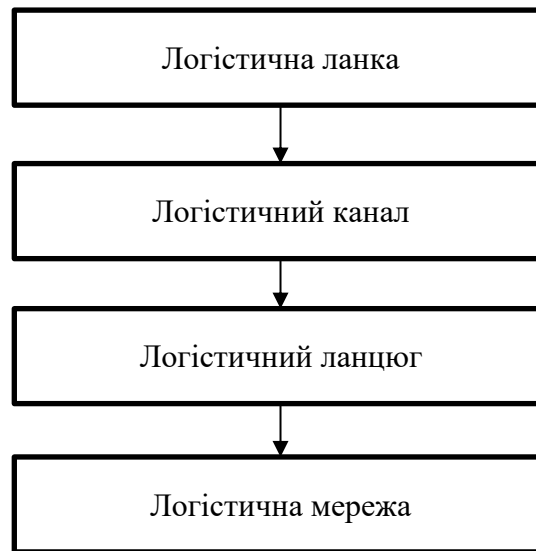 Логістична ланка
Логістичний канал
Логістичний ланцюг
Логістична мережа